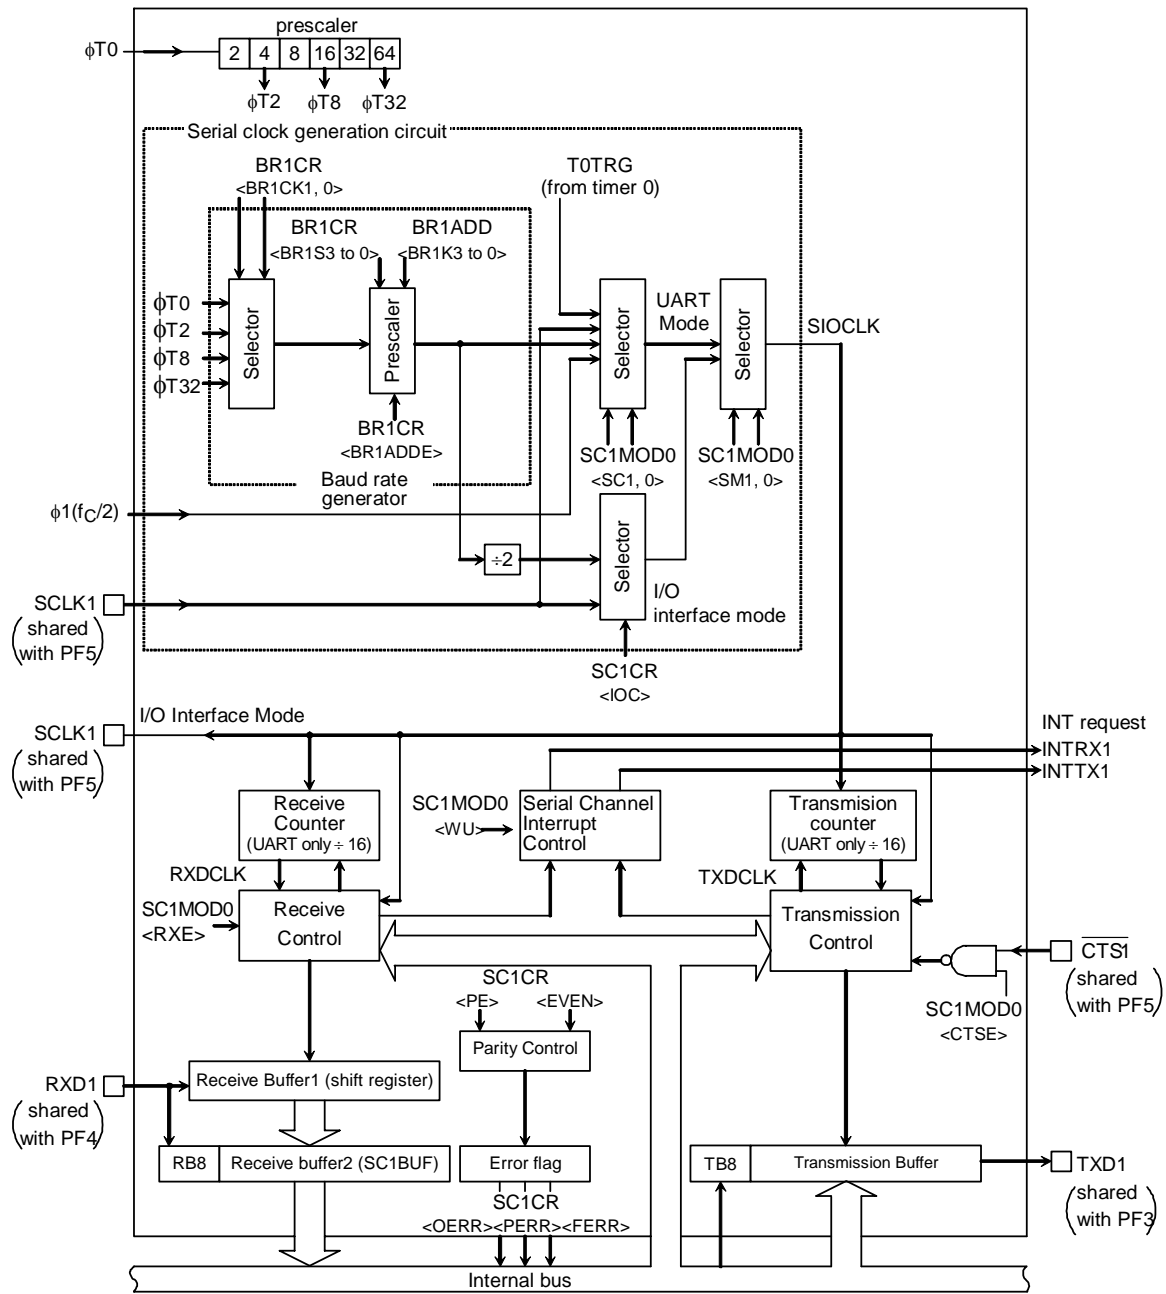 prescaler
ϕT0
2 4 8 16 32 64
ϕT2 ϕT8 ϕT32
Serial clock generation circuit
BR1CR
<BR1CK1, 0>
T0TRG
(from timer 0)
BR1CR
<BR1S3 to 0>
BR1ADD
<BR1K3 to 0>
ϕT0
ϕT2
ϕT8
ϕT32
Selector
Prescaler
Selector
UART
Mode
Selector
SIOCLK
BR1CR
<BR1ADDE>
SC1MOD0
<SC1, 0>
SC1MOD0
<SM1, 0>
Baud rate
generator
ϕ1(fC/2)
÷2
Selector
I/O
interface mode
SCLK1
(shared
with PF5)
SC1CR
<IOC>
I/O Interface Mode
SCLK1
(shared
with PF5)
INT request
INTRX1
INTTX1
Receive
Counter
(UART only ÷ 16)
SC1MOD0
<WU>
Serial Channel
Interrupt
Control
Transmision
counter
(UART only ÷ 16)
RXDCLK
TXDCLK
SC1MOD0
<RXE>
Receive
Control
Transmission
Control
CTS1
(shared
with PF5)
SC1MOD0
<CTSE>
SC1CR
<PE> <EVEN>
Parity Control
RXD1
(shared
with PF4)
Receive Buffer1 (shift register)
RB8 Receive buffer2 (SC1BUF)
Error flag
TB8 Transmission Buffer
TXD1
(shared
with PF3)
SC1CR
<OERR><PERR><FERR>
Internal bus